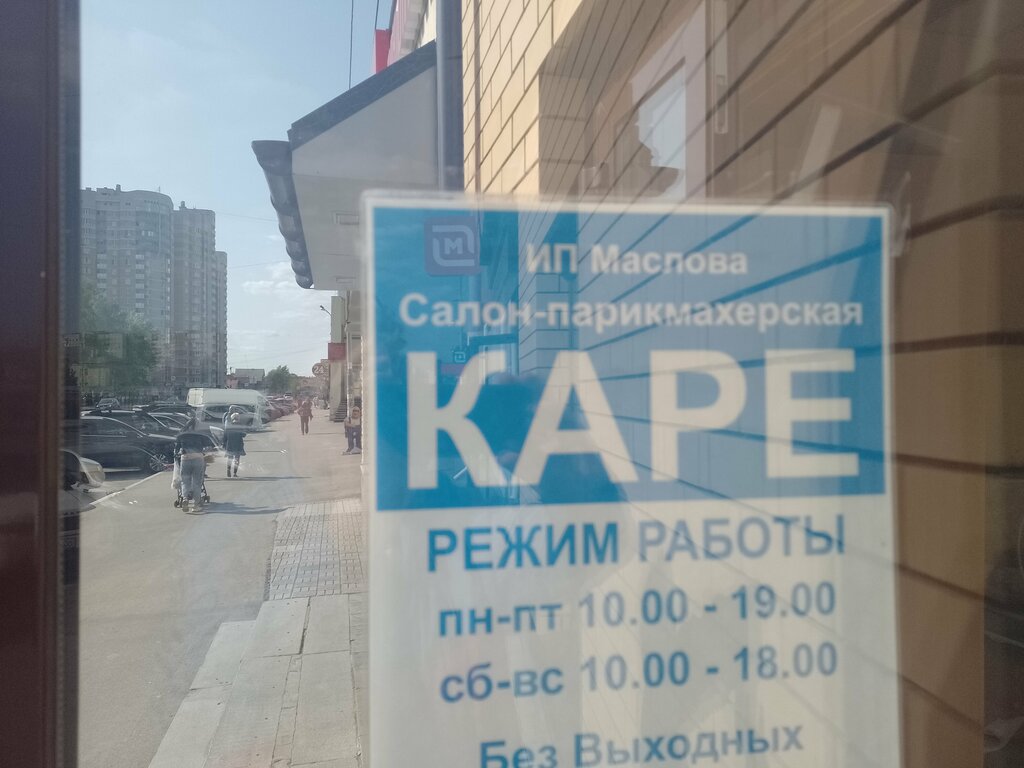 ИП Маслова
Салон-парикмахерская
КАРЕ
РЕЖИМ РАБОТЫ
пн-пт 10.00 - 19.00
сб-вс 10.00 - 18.00
Без Выходных